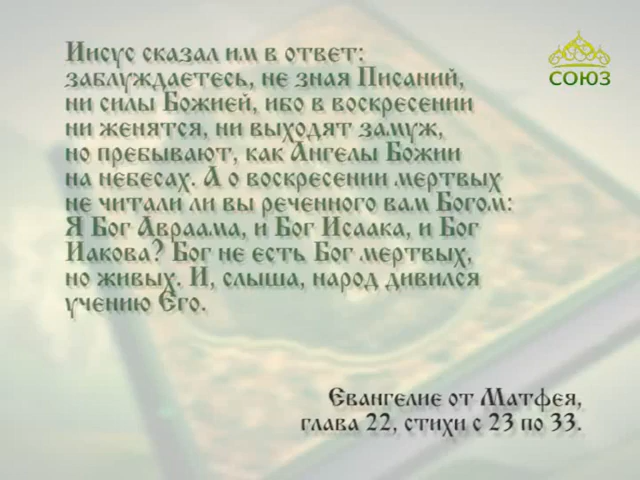 Иисус сказал им в ответ:
заблуждаетесь, не зная Писаний,
ни силы Божией, ибо в воскресении
ни женятся, ни выходят замуж,
но пребывают, как Ангелы Божии
на небесах. А о воскресении мертвых
не читали ли вы реченного вам Богом:
Я Бог Авраама, и Бог Исаака, и Бог
Иакова? Бог не есть Бог мертвых,
но живых. И, слыша, народ дивился
учению Его.
СОЮЗ
Евангелие от Матфея,
глава 22, стихи с 23 по 33.